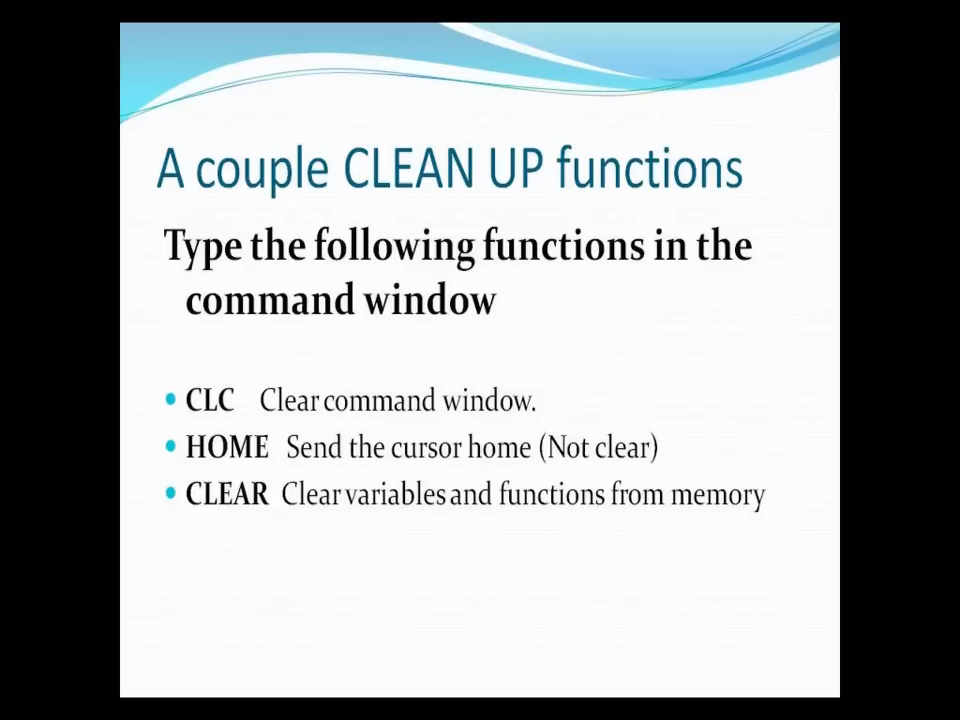 A couple CLEAN UP functions
Type the following functions in the
command window
• CLC Clear command window.
• HOME Send the cursor home (Not clear)
• CLEAR Clear variables and functions from memory